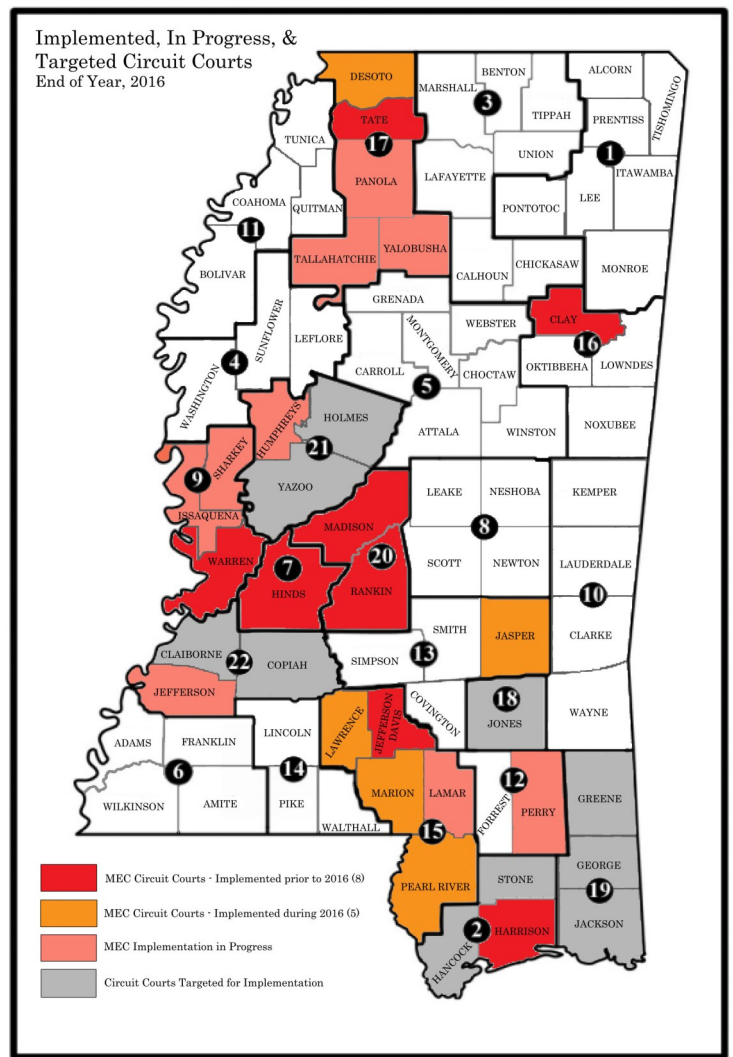 Implemented, In Progress, &
Targeted Circuit Courts
End of Year, 2016
DESOTO
MARSHALL
BENTON
ALCORN
TISHOMINGO
3
TATE
TIPPAH
PRENTISS
TUNICA
17
UNION
1
PANOLA
LAFAYETTE
ITAWAMBA
COAHOMA
QUITMAN
PONTOTOC
LEE
11
YALOBUSHA
TALLAHATCHIE
CHICKASAW
MONROE
BOLIVAR
CALHOUN
GRENADA
SUNFLOWER
LEFLORE
MONTGOMERY
WEBSTER
CLAY
16
4
WASHINGTON
CARROLL
5
CHOCTAW
OKTIBBEHA
LOWNDES
HUMPHREYS
HOLMES
ATTALA
WINSTON
NOXUBEE
21
SHARKEY
9
YAZOO
LEAKE
NESHOBA
KEMPER
ISSAQUENA
MADISON
8
WARREN
7
20
SCOTT
NEWTON
LAUDERDALE
HINDS
RANKIN
10
SMITH
JASPER
CLARKE
CLAIBORNE
22
COPIAH
SIMPSON
13
JEFFERSON
COVINGTON
18
JONES
WAYNE
LAWRENCE
JEFFERSON
DAVIS
LINCOLN
ADAMS
FRANKLIN
6
14
12
MARION
LAMAR
FORREST
PERRY
GREENE
WILKINSON
AMITE
PIKE
WALTHALL
15
GEORGE
PEARL RIVER
STONE
19
2
HARRISON
JACKSON
HANCOCK
MEC Circuit Courts - Implemented prior to 2016 (8)
MEC Circuit Courts - Implemented during 2016 (5)
MEC Implementation in Progress
Circuit Courts Targeted for Implementation